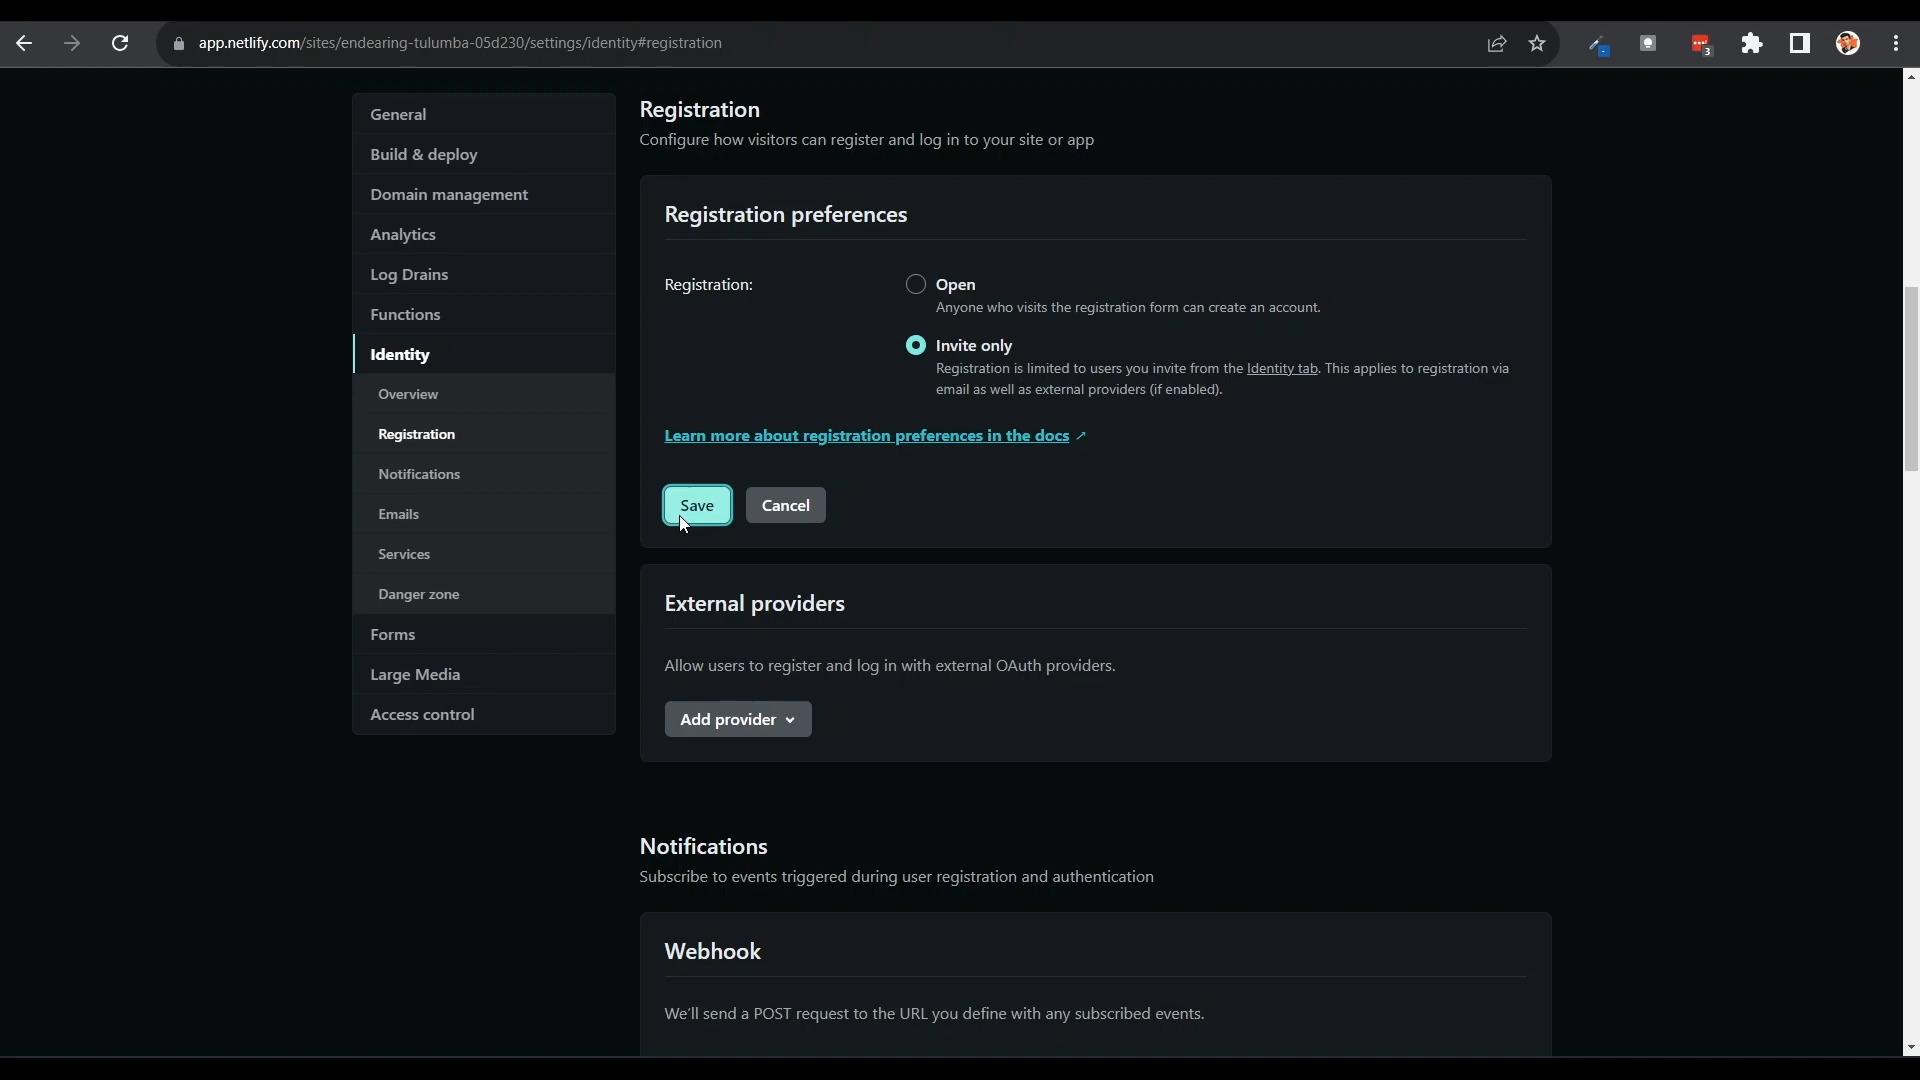 app.netlify.com/sites/endearing-tulumba-05d230/settings/identity#registration
3
General
Build & deploy
Domain management
Analytics
Log Drains
Functions
Identity
Overview
Registration
Notifications
Emails
Services
Danger zone
Forms
Large Media
Access control
Registration
Configure how visitors can register and log in to your site or app
Registration preferences
Registration:
Open
Anyone who visits the registration form can create an account.
Invite only
Registration is limited to users you invite from the Identity tab. This applies to registration via
email as well as external providers (if enabled).
Learn more about registration preferences in the docs ↗
Save
Cancel
External providers
Allow users to register and log in with external OAuth providers.
Add provider
Notifications
Subscribe to events triggered during user registration and authentication
Webhook
We'll send a POST request to the URL you define with any subscribed events.